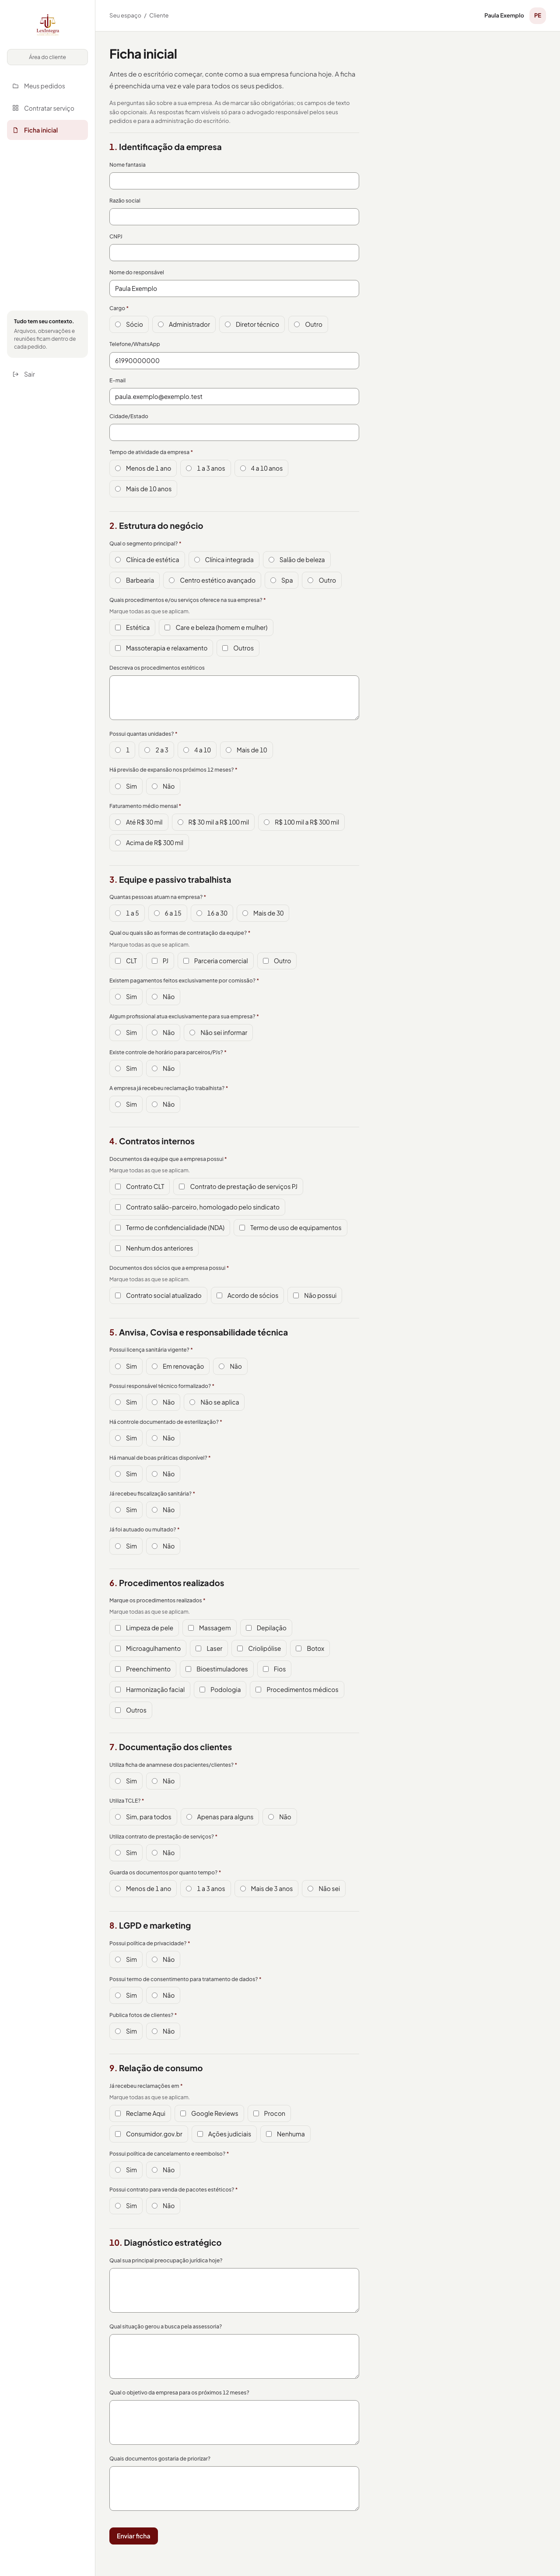 LexIntegra
Área do cliente
Meus pedidos
Contratar serviço
Ficha inicial
Tudo tem seu contexto.
Arquivos, observações e
reuniões ficam dentro de
cada pedido.
Sair
Seu espaço / Cliente
Paula Exemplo PE
Ficha inicial
Antes de o escritório começar, conte como a sua empresa funciona hoje. A ficha
é preenchida uma vez e vale para todos os seus pedidos.
As perguntas são sobre a sua empresa. As de marcar são obrigatórias; os campos de texto
são opcionais. As respostas ficam visíveis só para o advogado responsável pelos seus
pedidos e para a administração do escritório.
1. Identificação da empresa
Nome fantasia
Razão social
CNPJ
Nome do responsável
Paula Exemplo
Cargo *
Sócio Administrador Diretor técnico Outro
Telefone/WhatsApp
61990000000
E-mail
paula.exemplo@exemplo.test
Cidade/Estado
Tempo de atividade da empresa *
Menos de 1 ano 1 a 3 anos 4 a 10 anos
Mais de 10 anos
2. Estrutura do negócio
Qual o segmento principal? *
Clínica de estética Clínica integrada Salão de beleza
Barbearia Centro estético avançado Spa Outro
Quais procedimentos e/ou serviços oferece na sua empresa? *
Marque todas as que se aplicam.
Estética Care e beleza (homem e mulher)
Massoterapia e relaxamento Outros
Descreva os procedimentos estéticos
Possui quantas unidades? *
1 2 a 3 4 a 10 Mais de 10
Há previsão de expansão nos próximos 12 meses? *
Sim Não
Faturamento médio mensal *
Até R$ 30 mil R$ 30 mil a R$ 100 mil R$ 100 mil a R$ 300 mil
Acima de R$ 300 mil
3. Equipe e passivo trabalhista
Quantas pessoas atuam na empresa? *
1 a 5 6 a 15 16 a 30 Mais de 30
Qual ou quais são as formas de contratação da equipe? *
Marque todas as que se aplicam.
CLT PJ Parceria comercial Outro
Existem pagamentos feitos exclusivamente por comissão? *
Sim Não
Algum profissional atua exclusivamente para sua empresa? *
Sim Não Não sei informar
Existe controle de horário para parceiros/PJs? *
Sim Não
A empresa já recebeu reclamação trabalhista? *
Sim Não
4. Contratos internos
Documentos da equipe que a empresa possui *
Marque todas as que se aplicam.
Contrato CLT Contrato de prestação de serviços PJ
Contrato salão-parceiro, homologado pelo sindicato
Termo de confidencialidade (NDA) Termo de uso de equipamentos
Nenhum dos anteriores
Documentos dos sócios que a empresa possui *
Marque todas as que se aplicam.
Contrato social atualizado Acordo de sócios Não possui
5. Anvisa, Covisa e responsabilidade técnica
Possui licença sanitária vigente? *
Sim Em renovação Não
Possui responsável técnico formalizado? *
Sim Não Não se aplica
Há controle documentado de esterilização? *
Sim Não
Há manual de boas práticas disponível? *
Sim Não
Já recebeu fiscalização sanitária? *
Sim Não
Já foi autuado ou multado? *
Sim Não
6. Procedimentos realizados
Marque os procedimentos realizados *
Marque todas as que se aplicam.
Limpeza de pele Massagem Depilação
Microagulhamento Laser Criolipólise Botox
Preenchimento Bioestimuladores Fios
Harmonização facial Podologia Procedimentos médicos
Outros
7. Documentação dos clientes
Utiliza ficha de anamnese dos pacientes/clientes? *
Sim Não
Utiliza TCLE? *
Sim, para todos Apenas para alguns Não
Utiliza contrato de prestação de serviços? *
Sim Não
Guarda os documentos por quanto tempo? *
Menos de 1 ano 1 a 3 anos Mais de 3 anos Não sei
8. LGPD e marketing
Possui política de privacidade? *
Sim Não
Possui termo de consentimento para tratamento de dados? *
Sim Não
Publica fotos de clientes? *
Sim Não
9. Relação de consumo
Já recebeu reclamações em *
Marque todas as que se aplicam.
Reclame Aqui Google Reviews Procon
Consumidor.gov.br Ações judiciais Nenhuma
Possui política de cancelamento e reembolso? *
Sim Não
Possui contrato para venda de pacotes estéticos? *
Sim Não
10. Diagnóstico estratégico
Qual sua principal preocupação jurídica hoje?
Qual situação gerou a busca pela assessoria?
Qual o objetivo da empresa para os próximos 12 meses?
Quais documentos gostaria de priorizar?
Enviar ficha